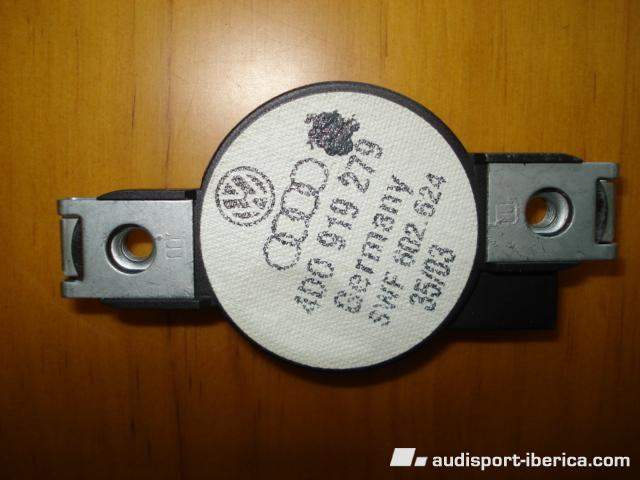 4D0 919 279
Germany
SWF 602 624
35/03
audisport-iberica.com